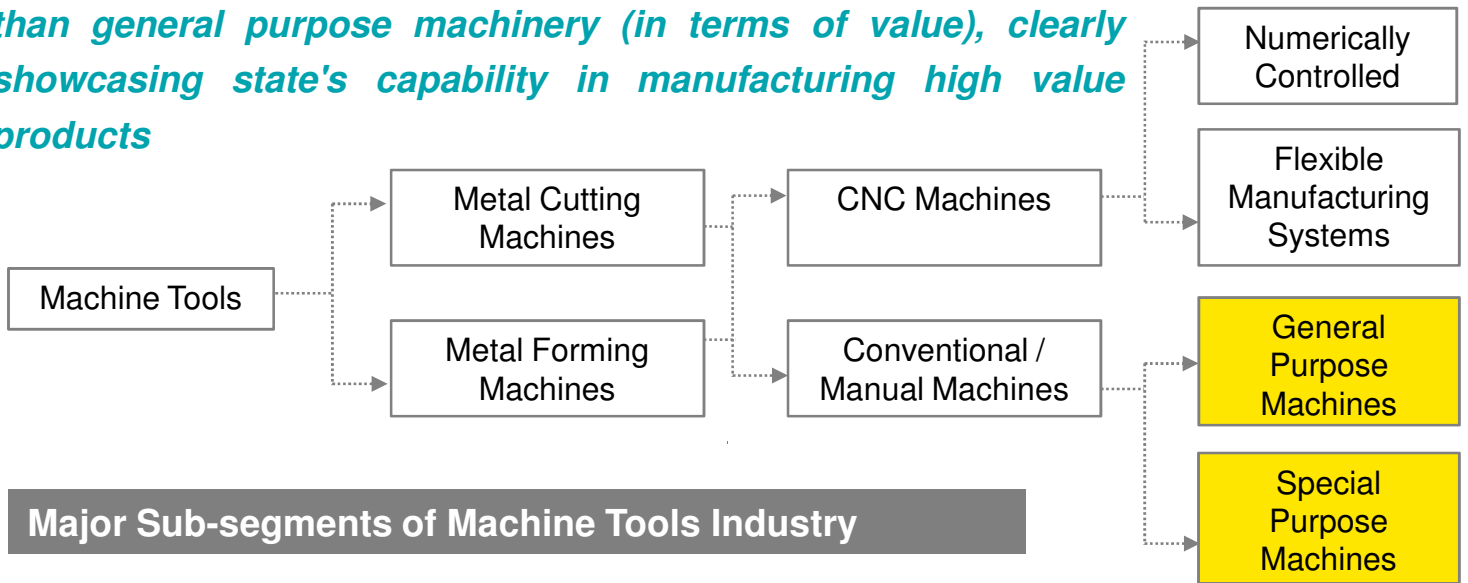 than general purpose machinery (in terms of value), clearly
showcasing state's capability in manufacturing high value
products
Numerically
Controlled
Flexible
Manufacturing
Systems
Metal Cutting
Machines
CNC Machines
Machine Tools
Metal Forming
Machines
Conventional /
Manual Machines
General
Purpose
Machines
Special
Purpose
Machines
Major Sub-segments of Machine Tools Industry